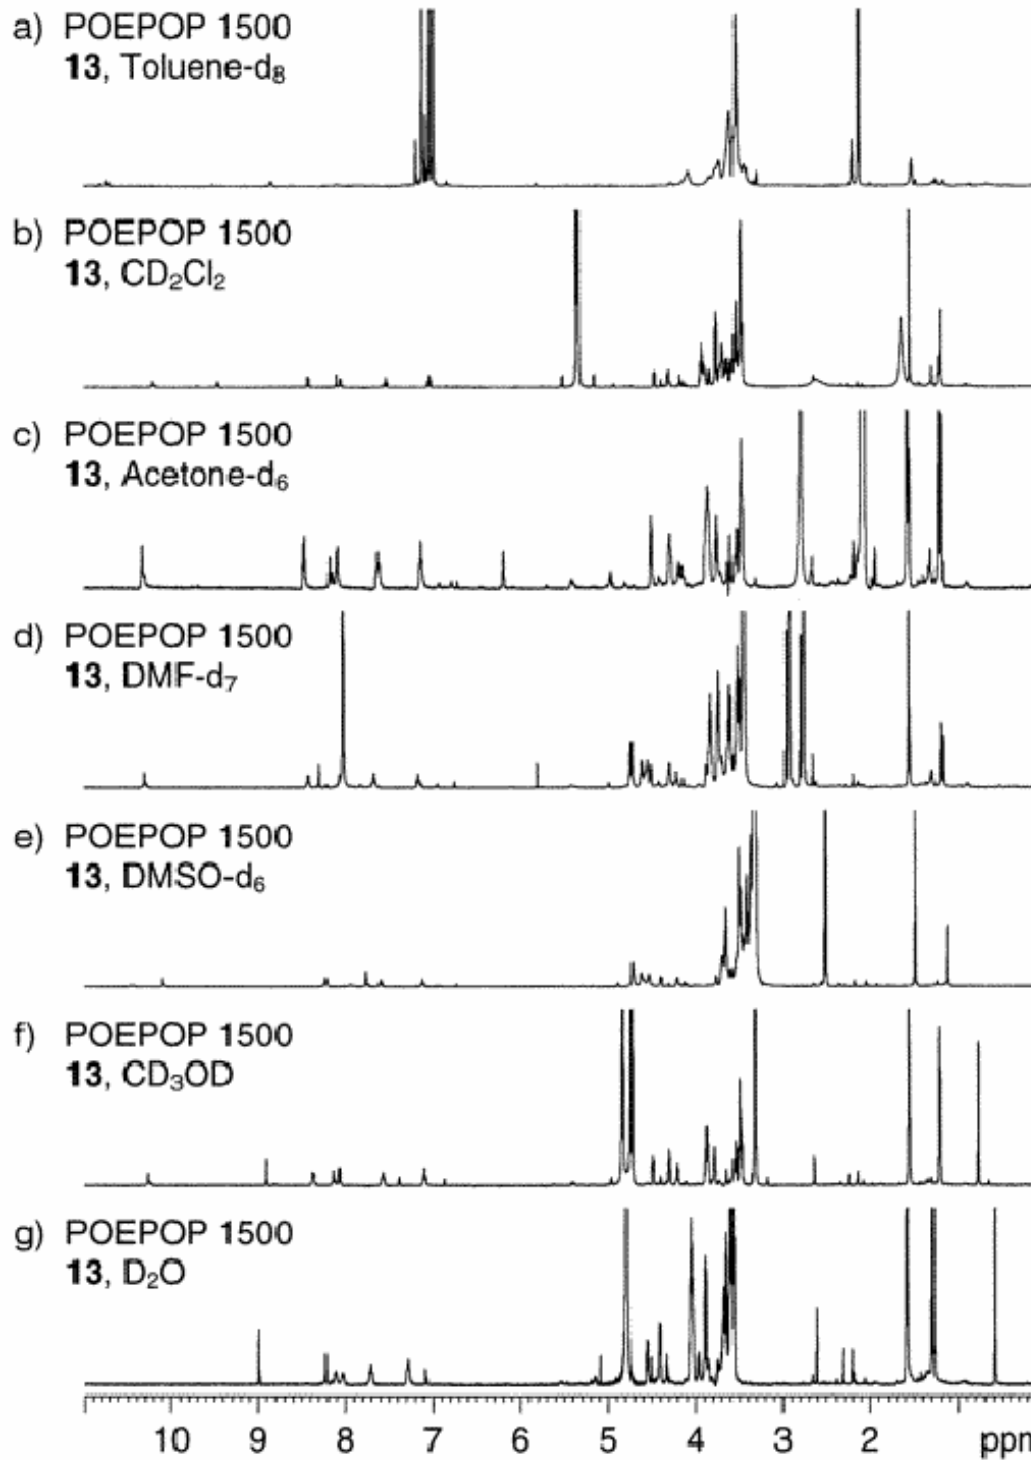 a) POEPOP 1500
13, Toluene-d₈
b) POEPOP 1500
13, CD₂Cl₂
c) POEPOP 1500
13, Acetone-d₆
d) POEPOP 1500
13, DMF-d₇
e) POEPOP 1500
13, DMSO-d₆
f) POEPOP 1500
13, CD₃OD
g) POEPOP 1500
13, D₂O
10 9 8 7 6 5 4 3 2 ppm